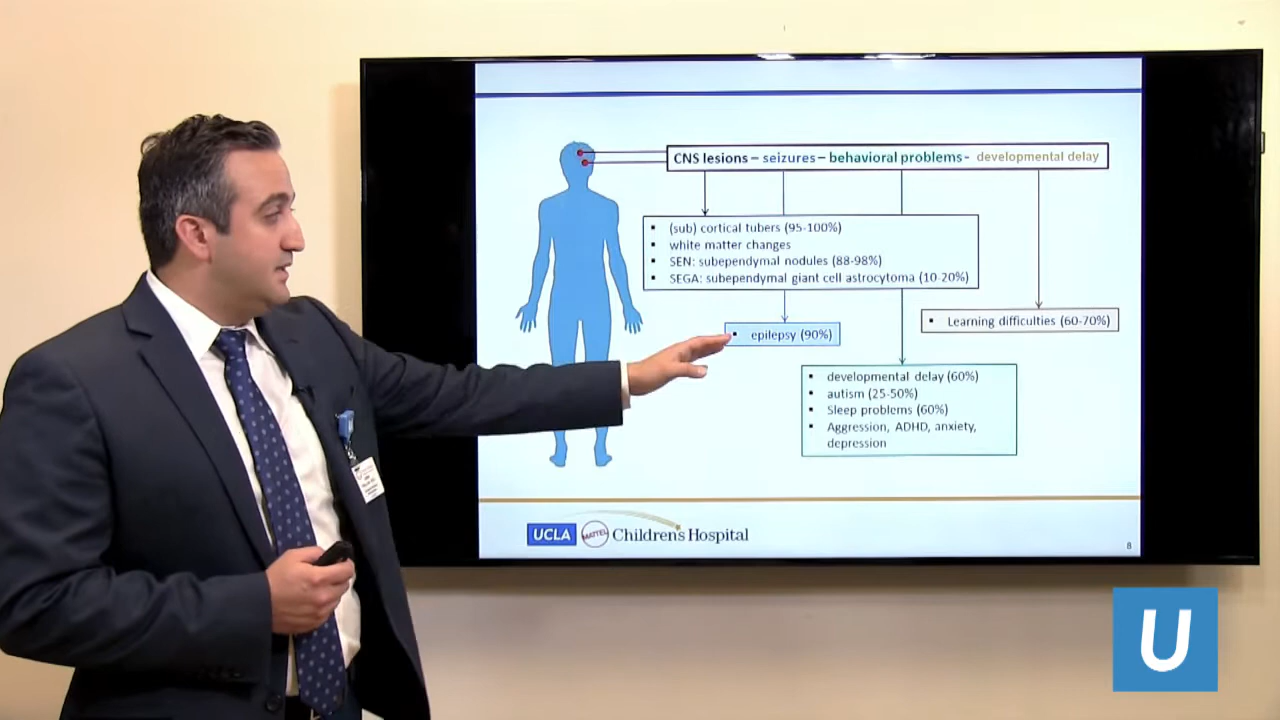 CNS lesions – seizures – behavioral problems- developmental delay
▪ (sub) cortical tubers (95-100%)
▪ white matter changes
▪ SEN: subependymal nodules (88-98%)
▪ SEGA: subependymal giant cell astrocytoma (10-20%)
▪ Learning difficulties (60-70%)
▪ epilepsy (90%)
▪ developmental delay (60%)
▪ autism (25-50%)
▪ Sleep problems (60%)
▪ Aggression, ADHD, anxiety,
depression
UCLA MATTEL Children's Hospital
8
U